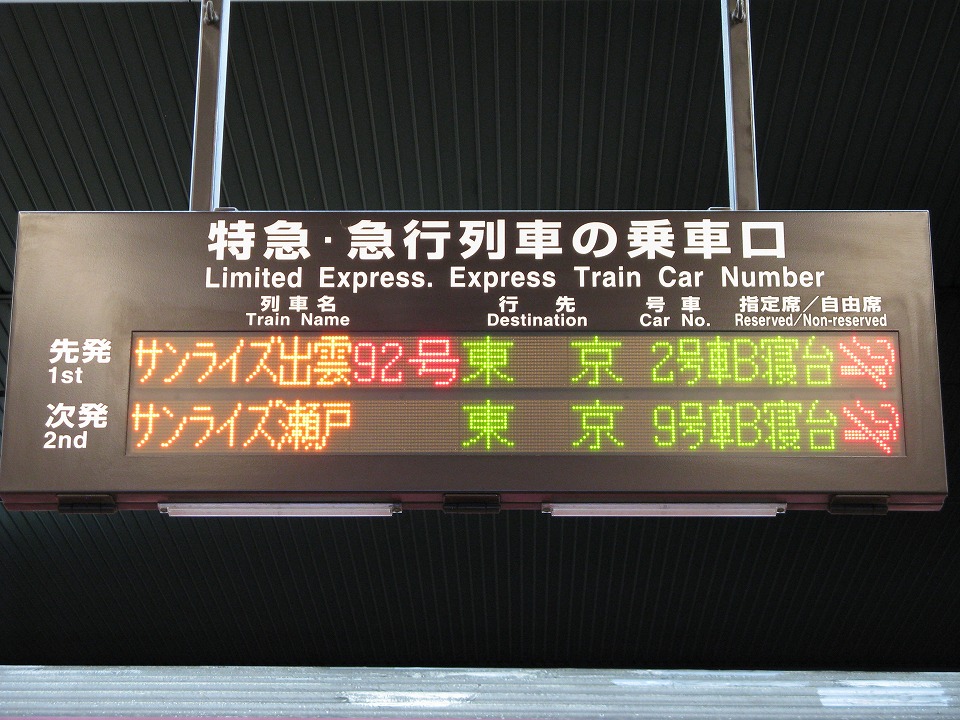 特急・急行列車の乗車口
Limited Express. Express Train Car Number
列車名 行先 号車 指定席／自由席
Train Name Destination Car No. Reserved/Non-reserved
先発 サンライズ出雲92号 東京 2号車B寝台
1st
次発 サンライズ瀬戸 東京 9号車B寝台
2nd